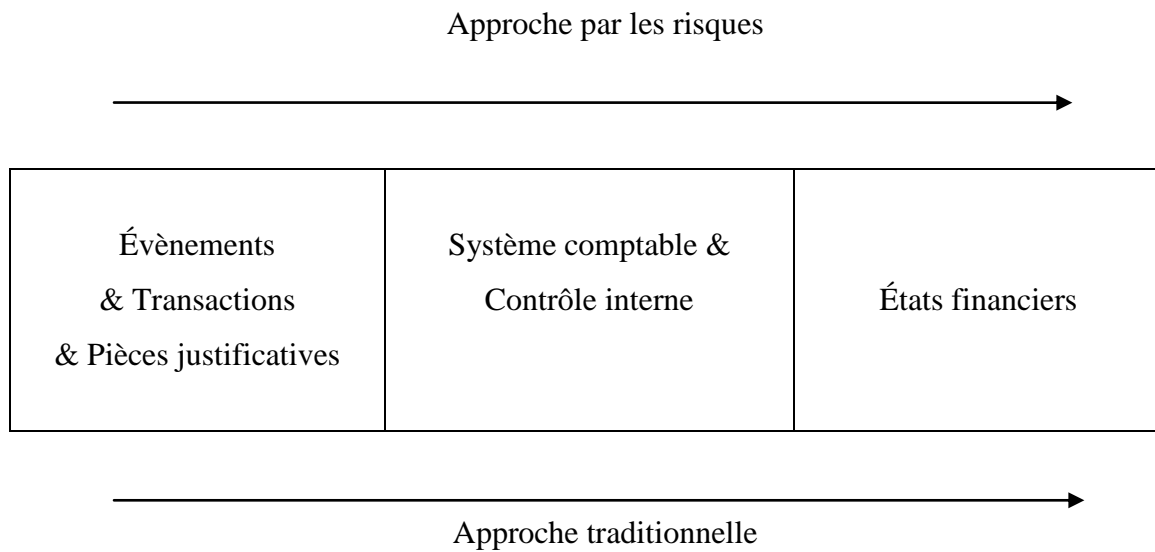 Approche par les risques
Évènements
& Transactions
& Pièces justificatives
Système comptable &
Contrôle interne
États financiers
Approche traditionnelle